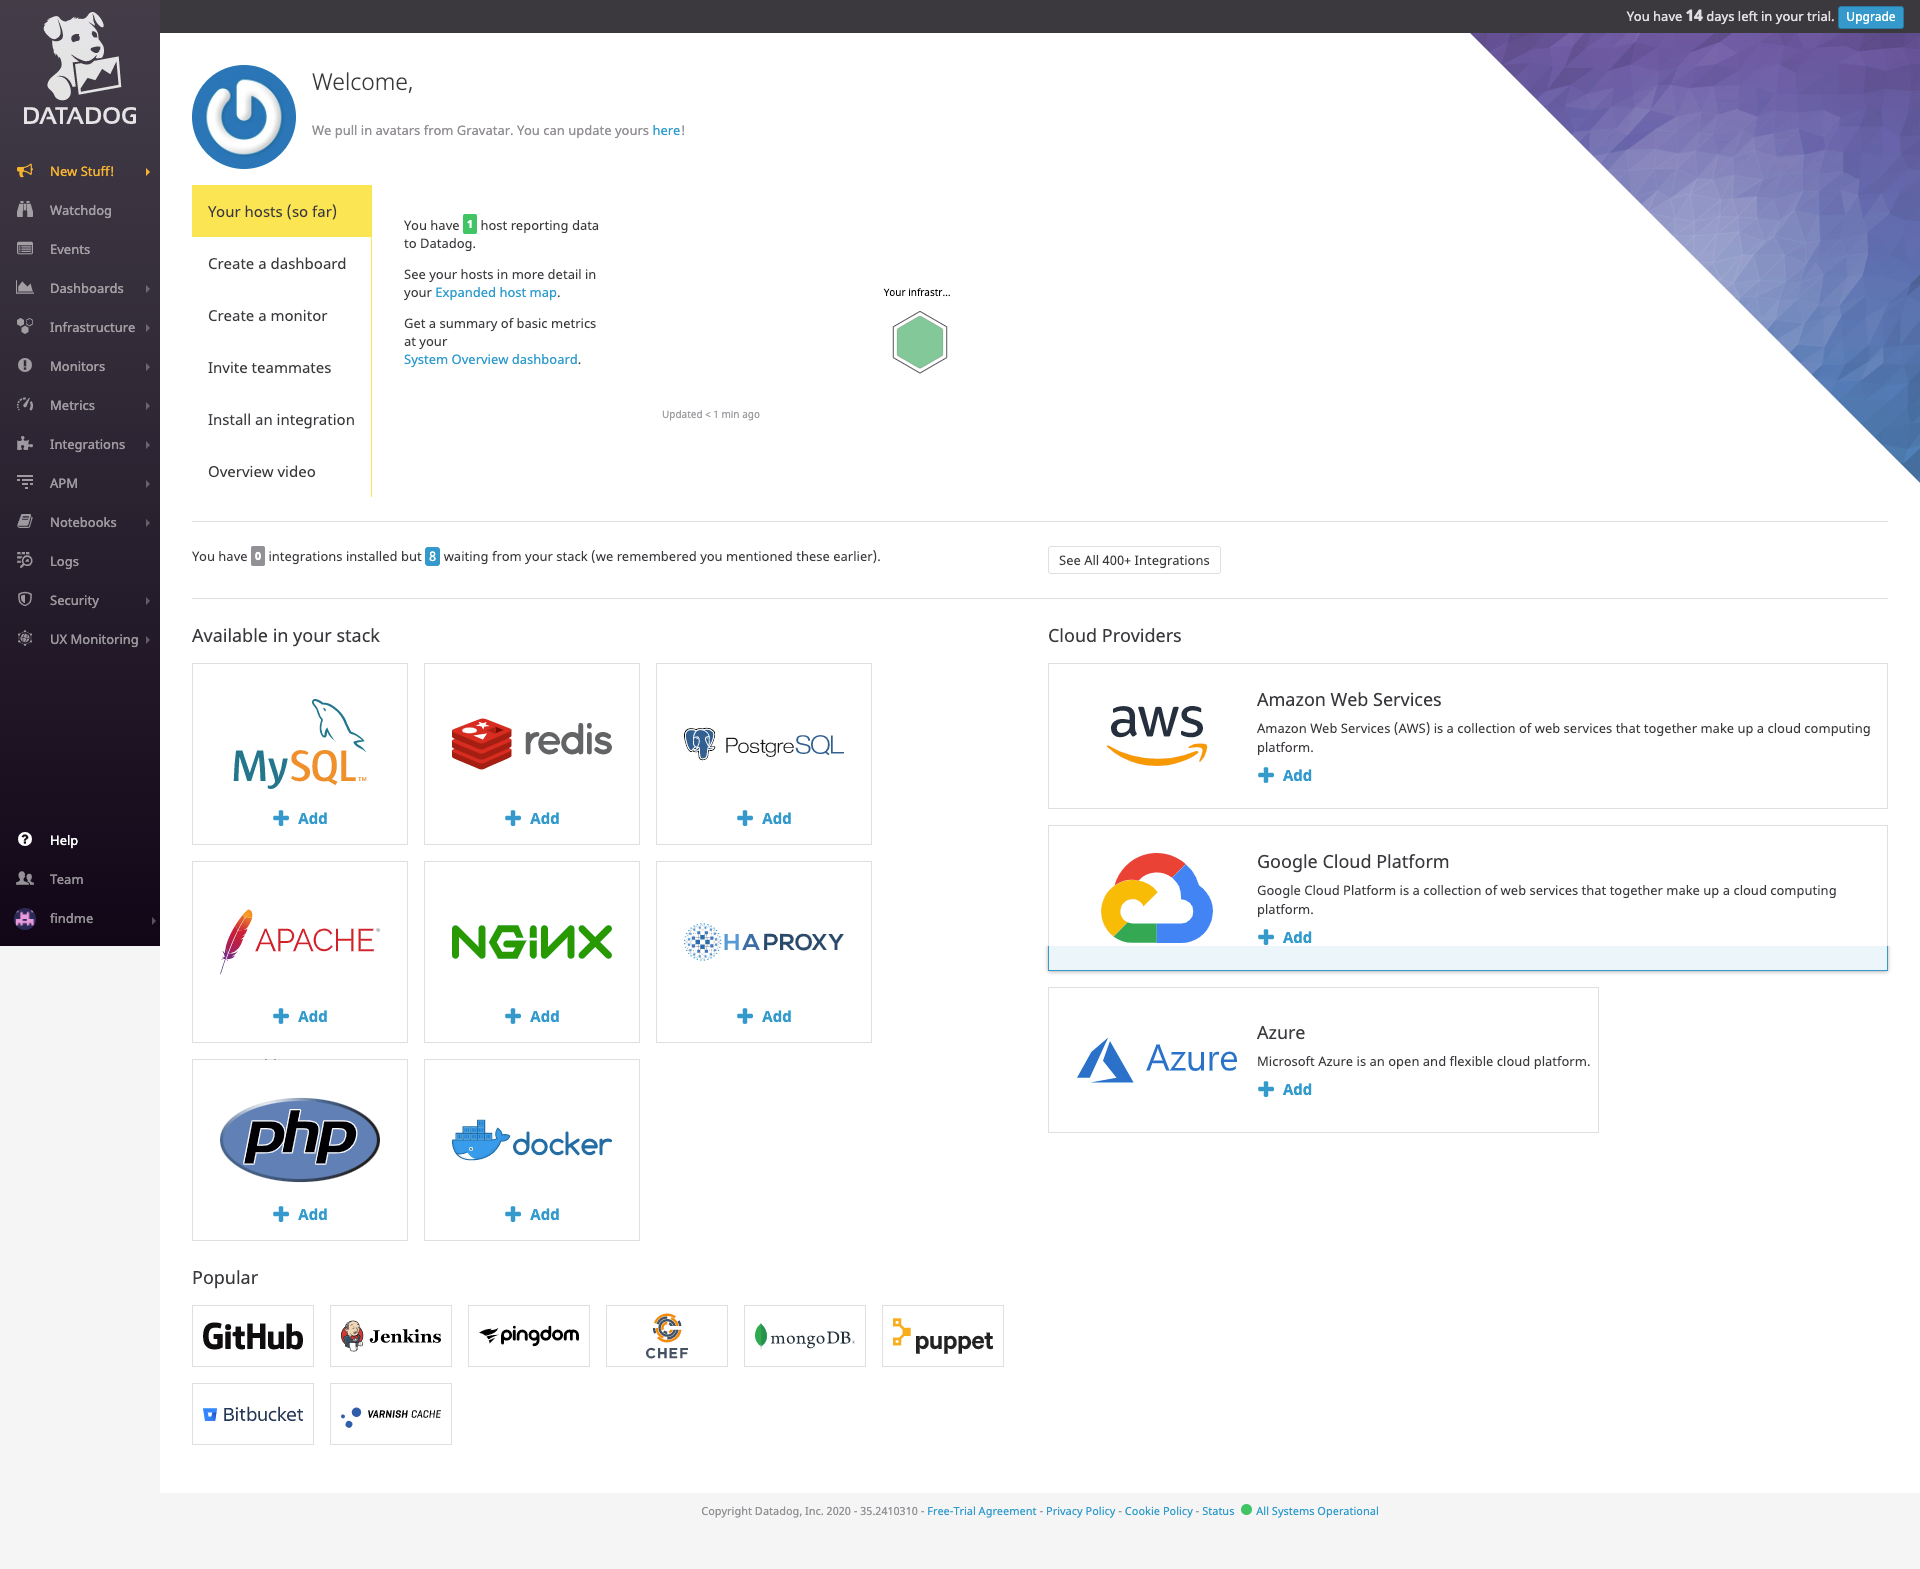 DATADOG
New Stuff!
Watchdog
Events
Dashboards
Infrastructure
Monitors
Metrics
Integrations
APM
Notebooks
Logs
Security
UX Monitoring
Help
Team
findme
You have 14 days left in your trial. Upgrade
Welcome,
We pull in avatars from Gravatar. You can update yours here!
Your hosts (so far)
Create a dashboard
Create a monitor
Invite teammates
Install an integration
Overview video
You have 1 host reporting data
to Datadog.
See your hosts in more detail in
your Expanded host map.
Get a summary of basic metrics
at your
System Overview dashboard.
Your infrastr...
Updated < 1 min ago
You have 0 integrations installed but 8 waiting from your stack (we remembered you mentioned these earlier).
See All 400+ Integrations
Available in your stack
MySQL™
Add
redis
Add
PostgreSQL
Add
APACHE
Add
NGINX
Add
HAPROXY
Add
php
Add
docker
Add
Cloud Providers
aws
Amazon Web Services
Amazon Web Services (AWS) is a collection of web services that together make up a cloud computing
platform.
Add
Google Cloud Platform
Google Cloud Platform is a collection of web services that together make up a cloud computing
platform.
Add
Azure
Azure
Microsoft Azure is an open and flexible cloud platform.
Add
Popular
GitHub
Jenkins
pingdom
CHEF
mongoDB
puppet
Bitbucket
VARNISH CACHE
Copyright Datadog, Inc. 2020 - 35.2410310 - Free-Trial Agreement - Privacy Policy - Cookie Policy - Status All Systems Operational